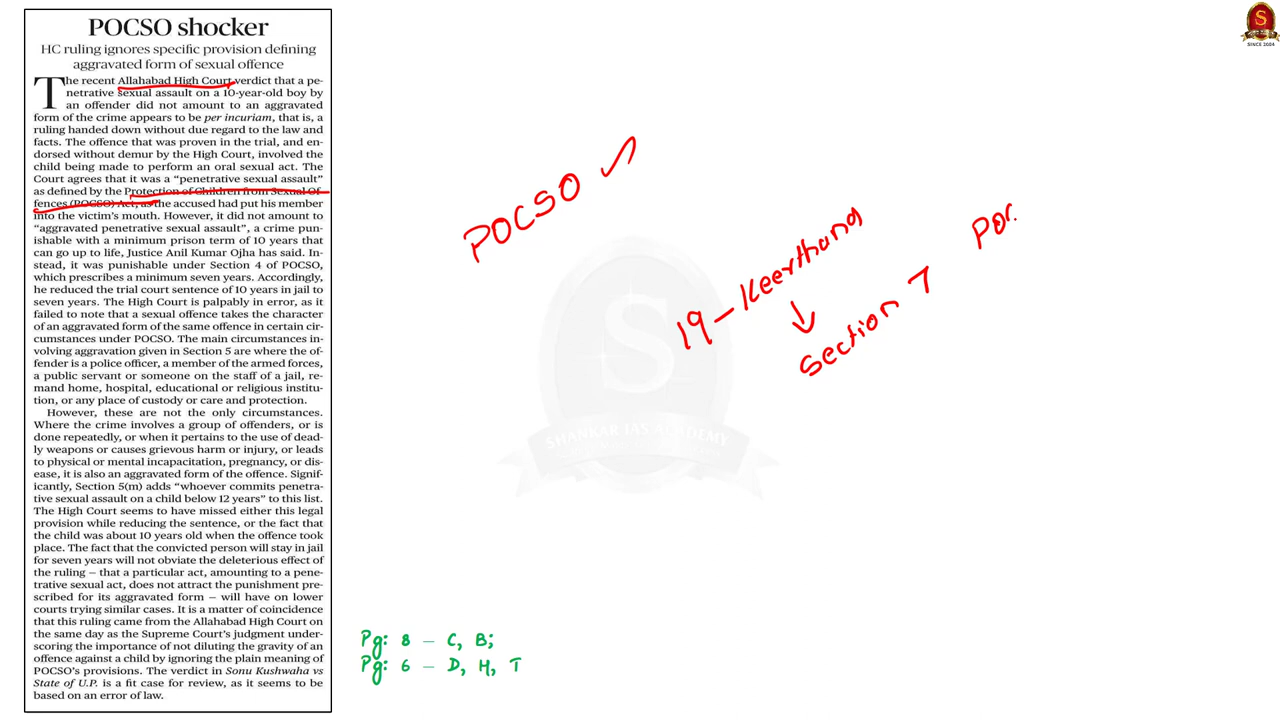 POCSO shocker
HC ruling ignores specific provision defining
aggravated form of sexual offence
The recent Allahabad High Court verdict that a pe-
netrative sexual assault on a 10-year-old boy by
an offender did not amount to an aggravated
form of the crime appears to be per incuriam, that is, a
ruling handed down without due regard to the law and
facts. The offence that was proven in the trial, and en-
dorsed without demur by the High Court, involved the
child being made to perform an oral sexual act. The
Court agrees that it was a “penetrative sexual assault”
as defined by the Protection of Children from Sexual Of-
fences (POCSO) Act, as the accused had put his member
into the victim’s mouth. However, it did not amount to
“aggravated penetrative sexual assault”, a crime pun-
ishable with a minimum prison term of 10 years that
can go up to life, Justice Anil Kumar Ojha has said. In-
stead, it was punishable under Section 4 of POCSO,
which prescribes a minimum seven years. Accordingly,
he reduced the trial court sentence of 10 years in jail to
seven years. The High Court is palpably in error, as it
failed to note that a sexual offence takes the character
of an aggravated form of the same offence in certain cir-
cumstances under POCSO. The main circumstances in-
volving aggravation given in Section 5 are where the of-
fender is a police officer, a member of the armed forces,
a public servant or someone on the staff of a jail, re-
mand home, hospital, educational or religious institu-
tion, or any place of custody or care and protection.
However, these are not the only circumstances.
Where the crime involves a group of offenders, or is
done repeatedly, or when it pertains to the use of dead-
ly weapons or causes grievous harm or injury, or leads
to physical or mental incapacitation, pregnancy, or dis-
ease, it is also an aggravated form of the offence. Signif-
icantly, Section 5(m) adds “whoever commits penetra-
tive sexual assault on a child below 12 years” to this list.
The High Court seems to have missed either this legal
provision while reducing the sentence, or the fact that
the child was about 10 years old when the offence took
place. The fact that the convicted person will stay in jail
for seven years will not obviate the deleterious effect of
the ruling – that a particular act, amounting to a pene-
trative sexual act, does not attract the punishment pre-
scribed for its aggravated form – will have on lower
courts trying similar cases. It is a matter of coincidence
that this ruling came from the Allahabad High Court on
the same day as the Supreme Court’s judgment under-
scoring the importance of not diluting the gravity of an
offence against a child by ignoring the plain meaning of
POCSO’s provisions. The verdict in Sonu Kushwaha vs
State of U.P. is a fit case for review, as it seems to be
based on an error of law.
POCSO
19 – Keerthana
Section 7
Poc
SHANKAR IAS ACADEMY
Pg: 8 – C, B;
Pg: 6 – D, H, T
S
SINCE 2004